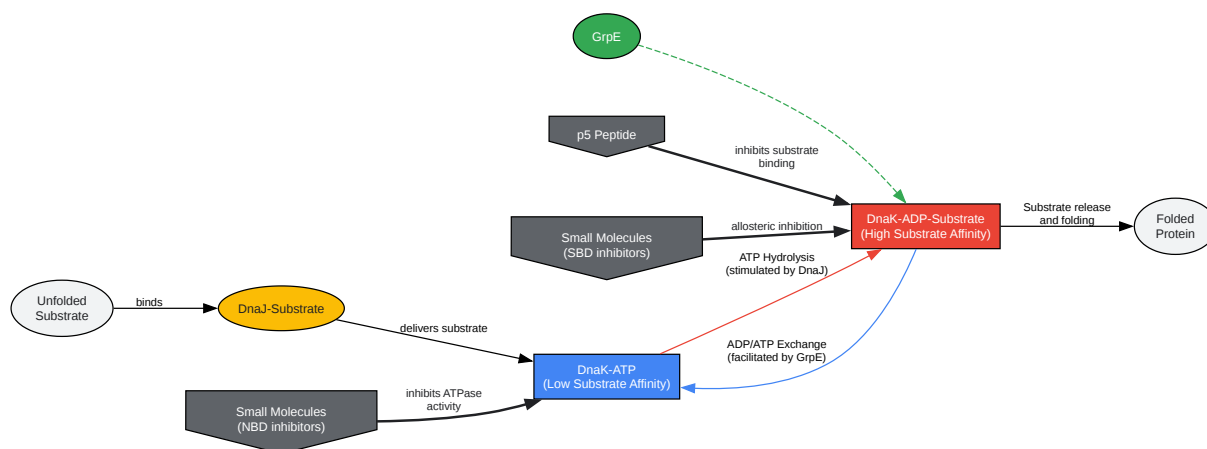 GrpE
p5 Peptide
inhibits substrate
binding
DnaK-ADP-Substrate
(High Substrate Affinity)
Substrate release
and folding
Folded
Protein
Small Molecules
(SBD inhibitors)
allosteric inhibition
ATP Hydrolysis
(stimulated by DnaJ)
Unfolded
Substrate
binds
DnaJ-Substrate
delivers substrate
ADP/ATP Exchange
(facilitated by GrpE)
DnaK-ATP
(Low Substrate Affinity)
inhibits ATPase
activity
Small Molecules
(NBD inhibitors)